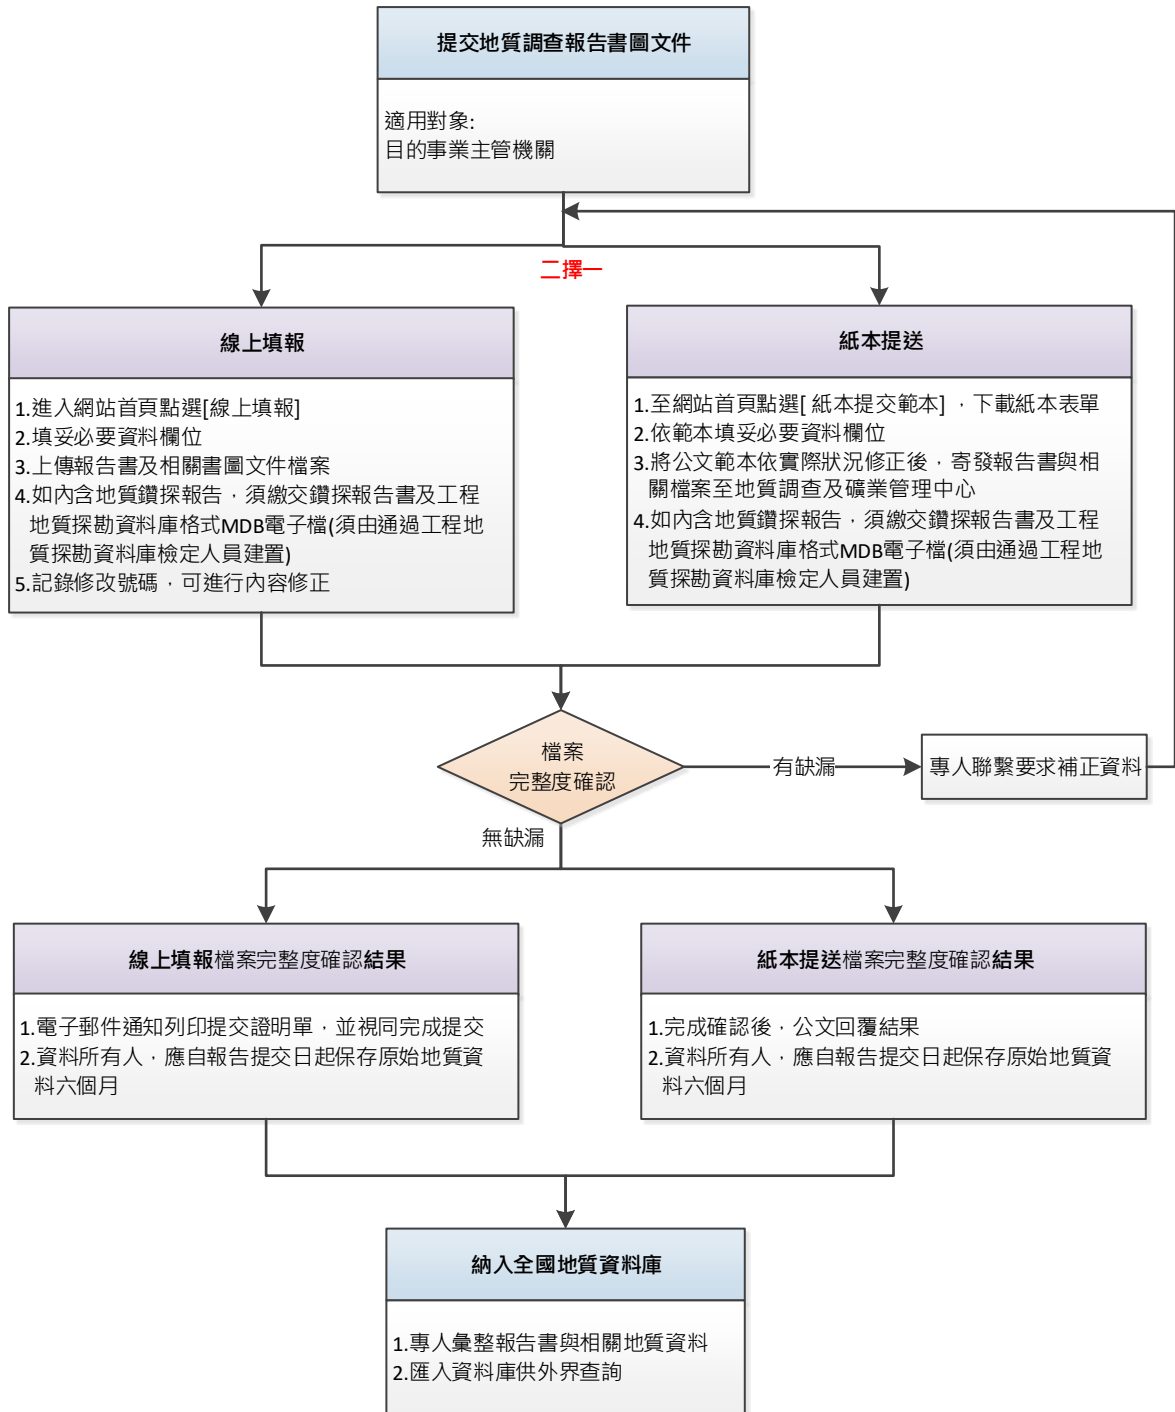 提交地質調查報告書圖文件
適用對象:
目的事業主管機關
二擇一
線上填報
1.進入網站首頁點選[線上填報]
2.填妥必要資料欄位
3.上傳報告書及相關書圖文件檔案
4.如內含地質鑽探報告，須繳交鑽探報告書及工程
地質探勘資料庫格式MDB電子檔(須由通過工程地
質探勘資料庫檢定人員建置)
5.記錄修改號碼，可進行內容修正
紙本提送
1.至網站首頁點選[ 紙本提交範本]，下載紙本表單
2.依範本填妥必要資料欄位
3.將公文範本依實際狀況修正後，寄發報告書與相
關檔案至地質調查及礦業管理中心
4.如內含地質鑽探報告，須繳交鑽探報告書及工程
地質探勘資料庫格式MDB電子檔(須由通過工程地
質探勘資料庫檢定人員建置)
檔案
完整度確認
有缺漏
專人聯繫要求補正資料
無缺漏
線上填報檔案完整度確認結果
1.電子郵件通知列印提交證明單，並視同完成提交
2.資料所有人，應自報告提交日起保存原始地質資
料六個月
紙本提送檔案完整度確認結果
1.完成確認後，公文回覆結果
2.資料所有人，應自報告提交日起保存原始地質資
料六個月
納入全國地質資料庫
1.專人彙整報告書與相關地質資料
2.匯入資料庫供外界查詢